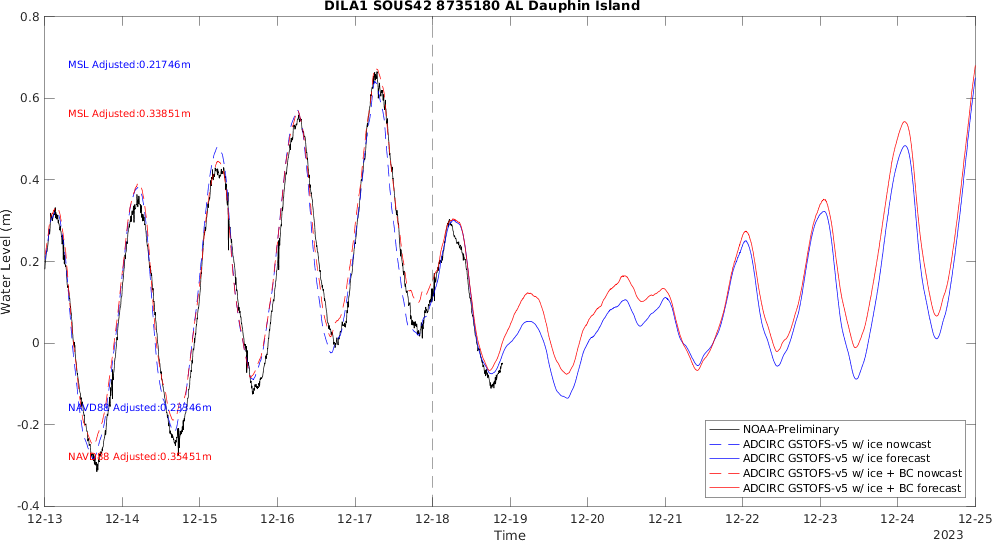 DILA1 SOUS42 8735180 AL Dauphin Island
0.8
0.6
0.4
0.2
0
-0.2
-0.4
Water Level (m)
MSL Adjusted:0.21746m
MSL Adjusted:0.33851m
NAVD88 Adjusted:0.23346m
NAVD88 Adjusted:0.35451m
NOAA-Preliminary
ADCIRC GSTOFS-v5 w/ ice nowcast
ADCIRC GSTOFS-v5 w/ ice forecast
ADCIRC GSTOFS-v5 w/ ice + BC nowcast
ADCIRC GSTOFS-v5 w/ ice + BC forecast
12-13 12-14 12-15 12-16 12-17 12-18 12-19 12-20 12-21 12-22 12-23 12-24 12-25
Time
2023